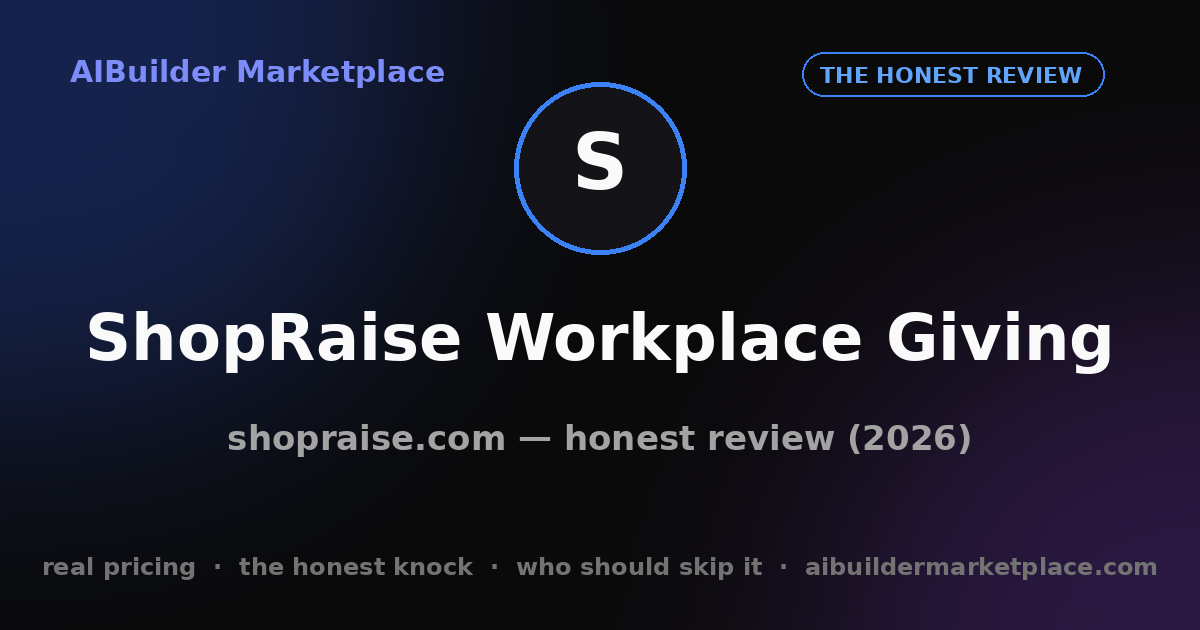 AIBuilder Marketplace
THE HONEST REVIEW
S
ShopRaise Workplace Giving
shopraise.com — honest review (2026)
real pricing · the honest knock · who should skip it · aibuildermarketplace.com